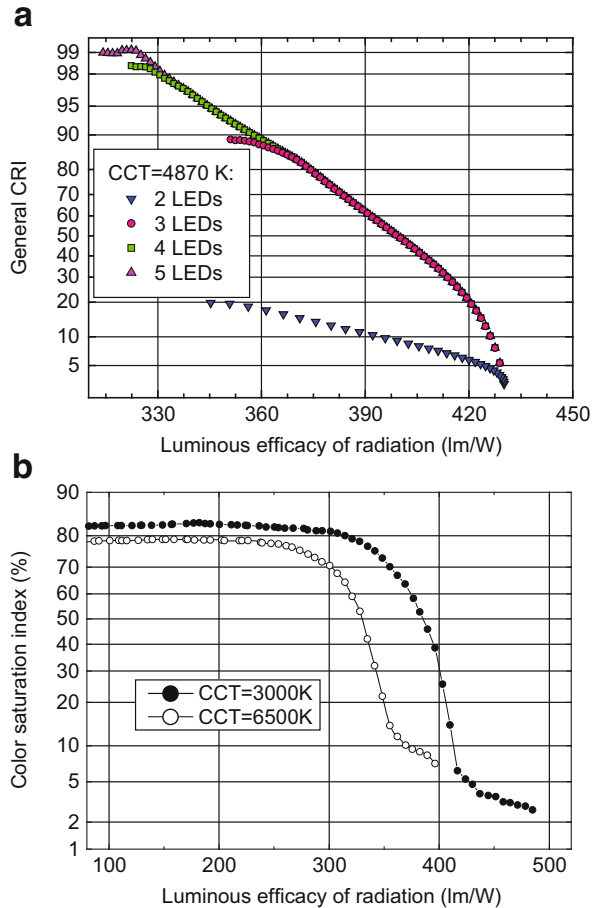 a
99
98
95
90
80
70
60
50
40
30
20
10
5
General CRI
CCT=4870 K:
2 LEDs
3 LEDs
4 LEDs
5 LEDs
330 360 390 420 450
Luminous efficacy of radiation (lm/W)
b
90
80
70
60
50
40
30
20
10
5
2
1
Color saturation index (%)
CCT=3000K
CCT=6500K
100 200 300 400 500
Luminous efficacy of radiation (lm/W)